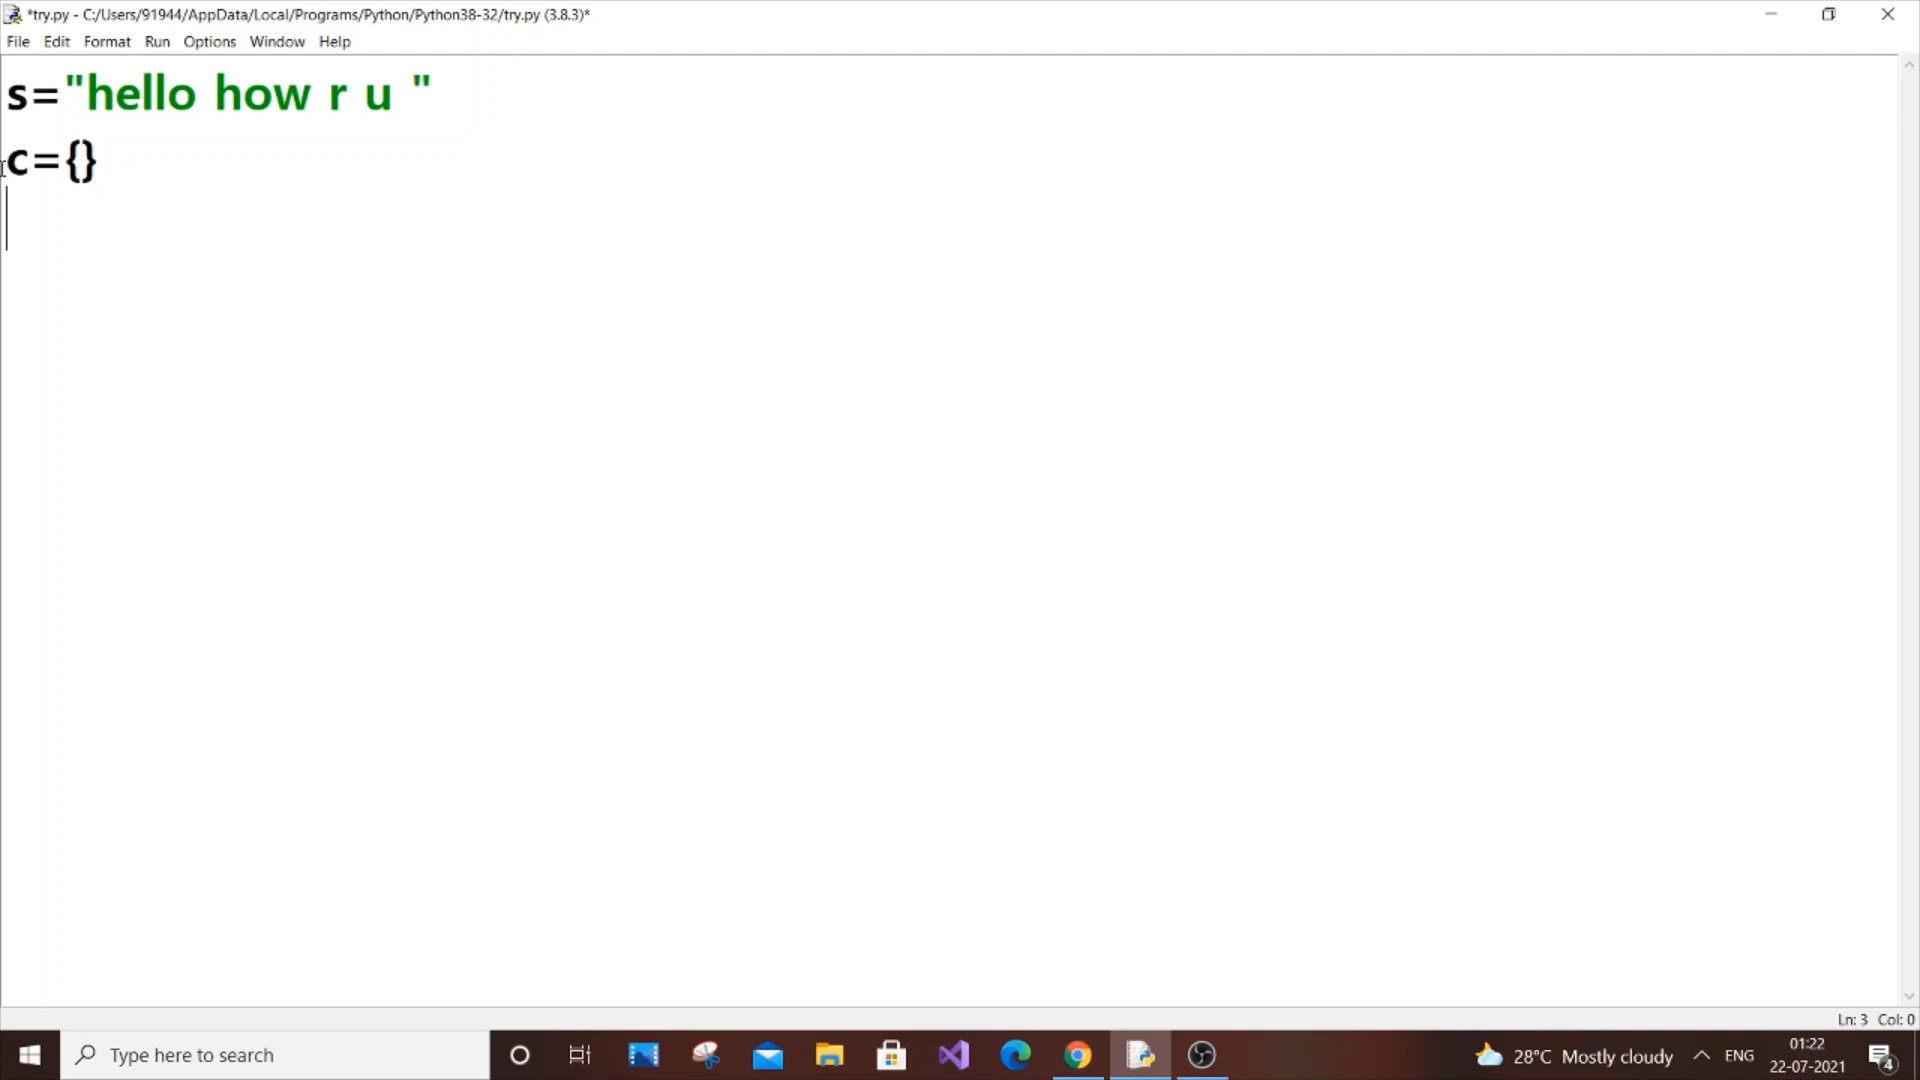 *try.py - C:/Users/91944/AppData/Local/Programs/Python/Python38-32/try.py (3.8.3)*
File Edit Format Run Options Window Help
s="hello how r u "
c={}
Ln: 3 Col: 0
Type here to search
28°C Mostly cloudy
ENG
01:22
22-07-2021
4